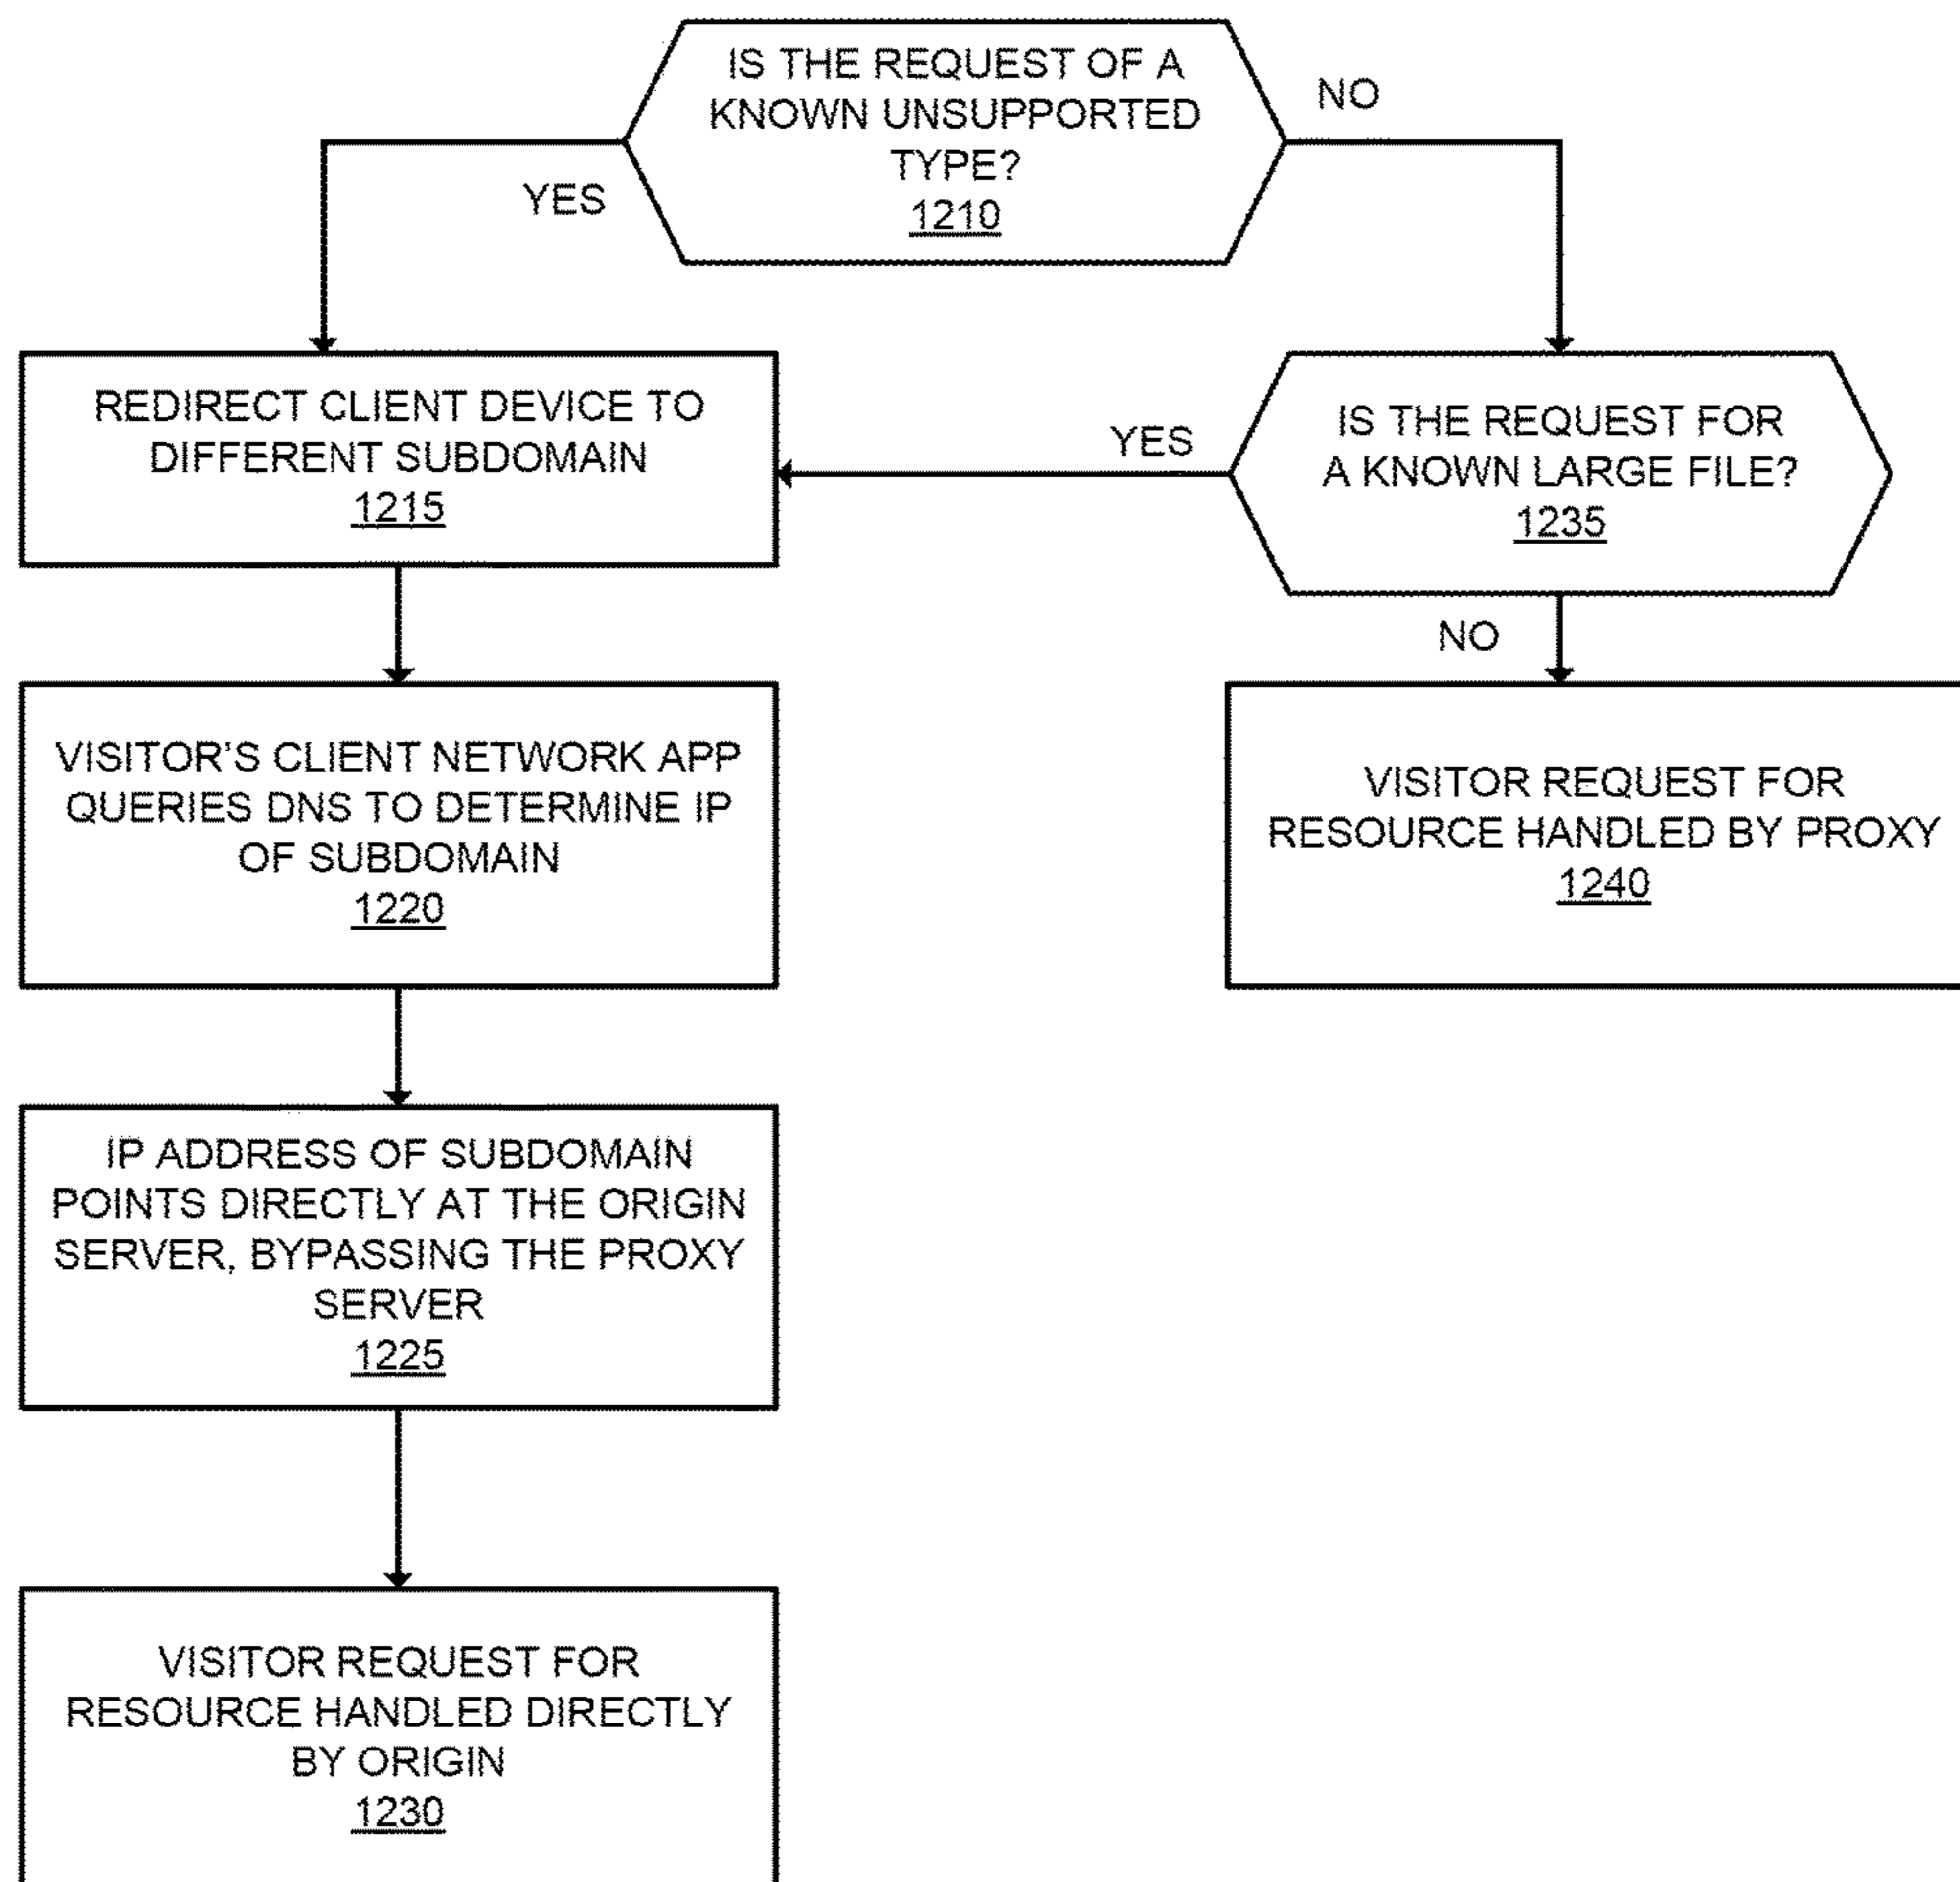 IS THE REQUEST OF A
KNOWN UNSUPPORTED
TYPE?
1210
NO
YES
REDIRECT CLIENT DEVICE TO
DIFFERENT SUBDOMAIN
1215
YES
IS THE REQUEST FOR
A KNOWN LARGE FILE?
1235
NO
VISITOR'S CLIENT NETWORK APP
QUERIES DNS TO DETERMINE IP
OF SUBDOMAIN
1220
VISITOR REQUEST FOR
RESOURCE HANDLED BY PROXY
1240
IP ADDRESS OF SUBDOMAIN
POINTS DIRECTLY AT THE ORIGIN
SERVER, BYPASSING THE PROXY
SERVER
1225
VISITOR REQUEST FOR
RESOURCE HANDLED DIRECTLY
BY ORIGIN
1230